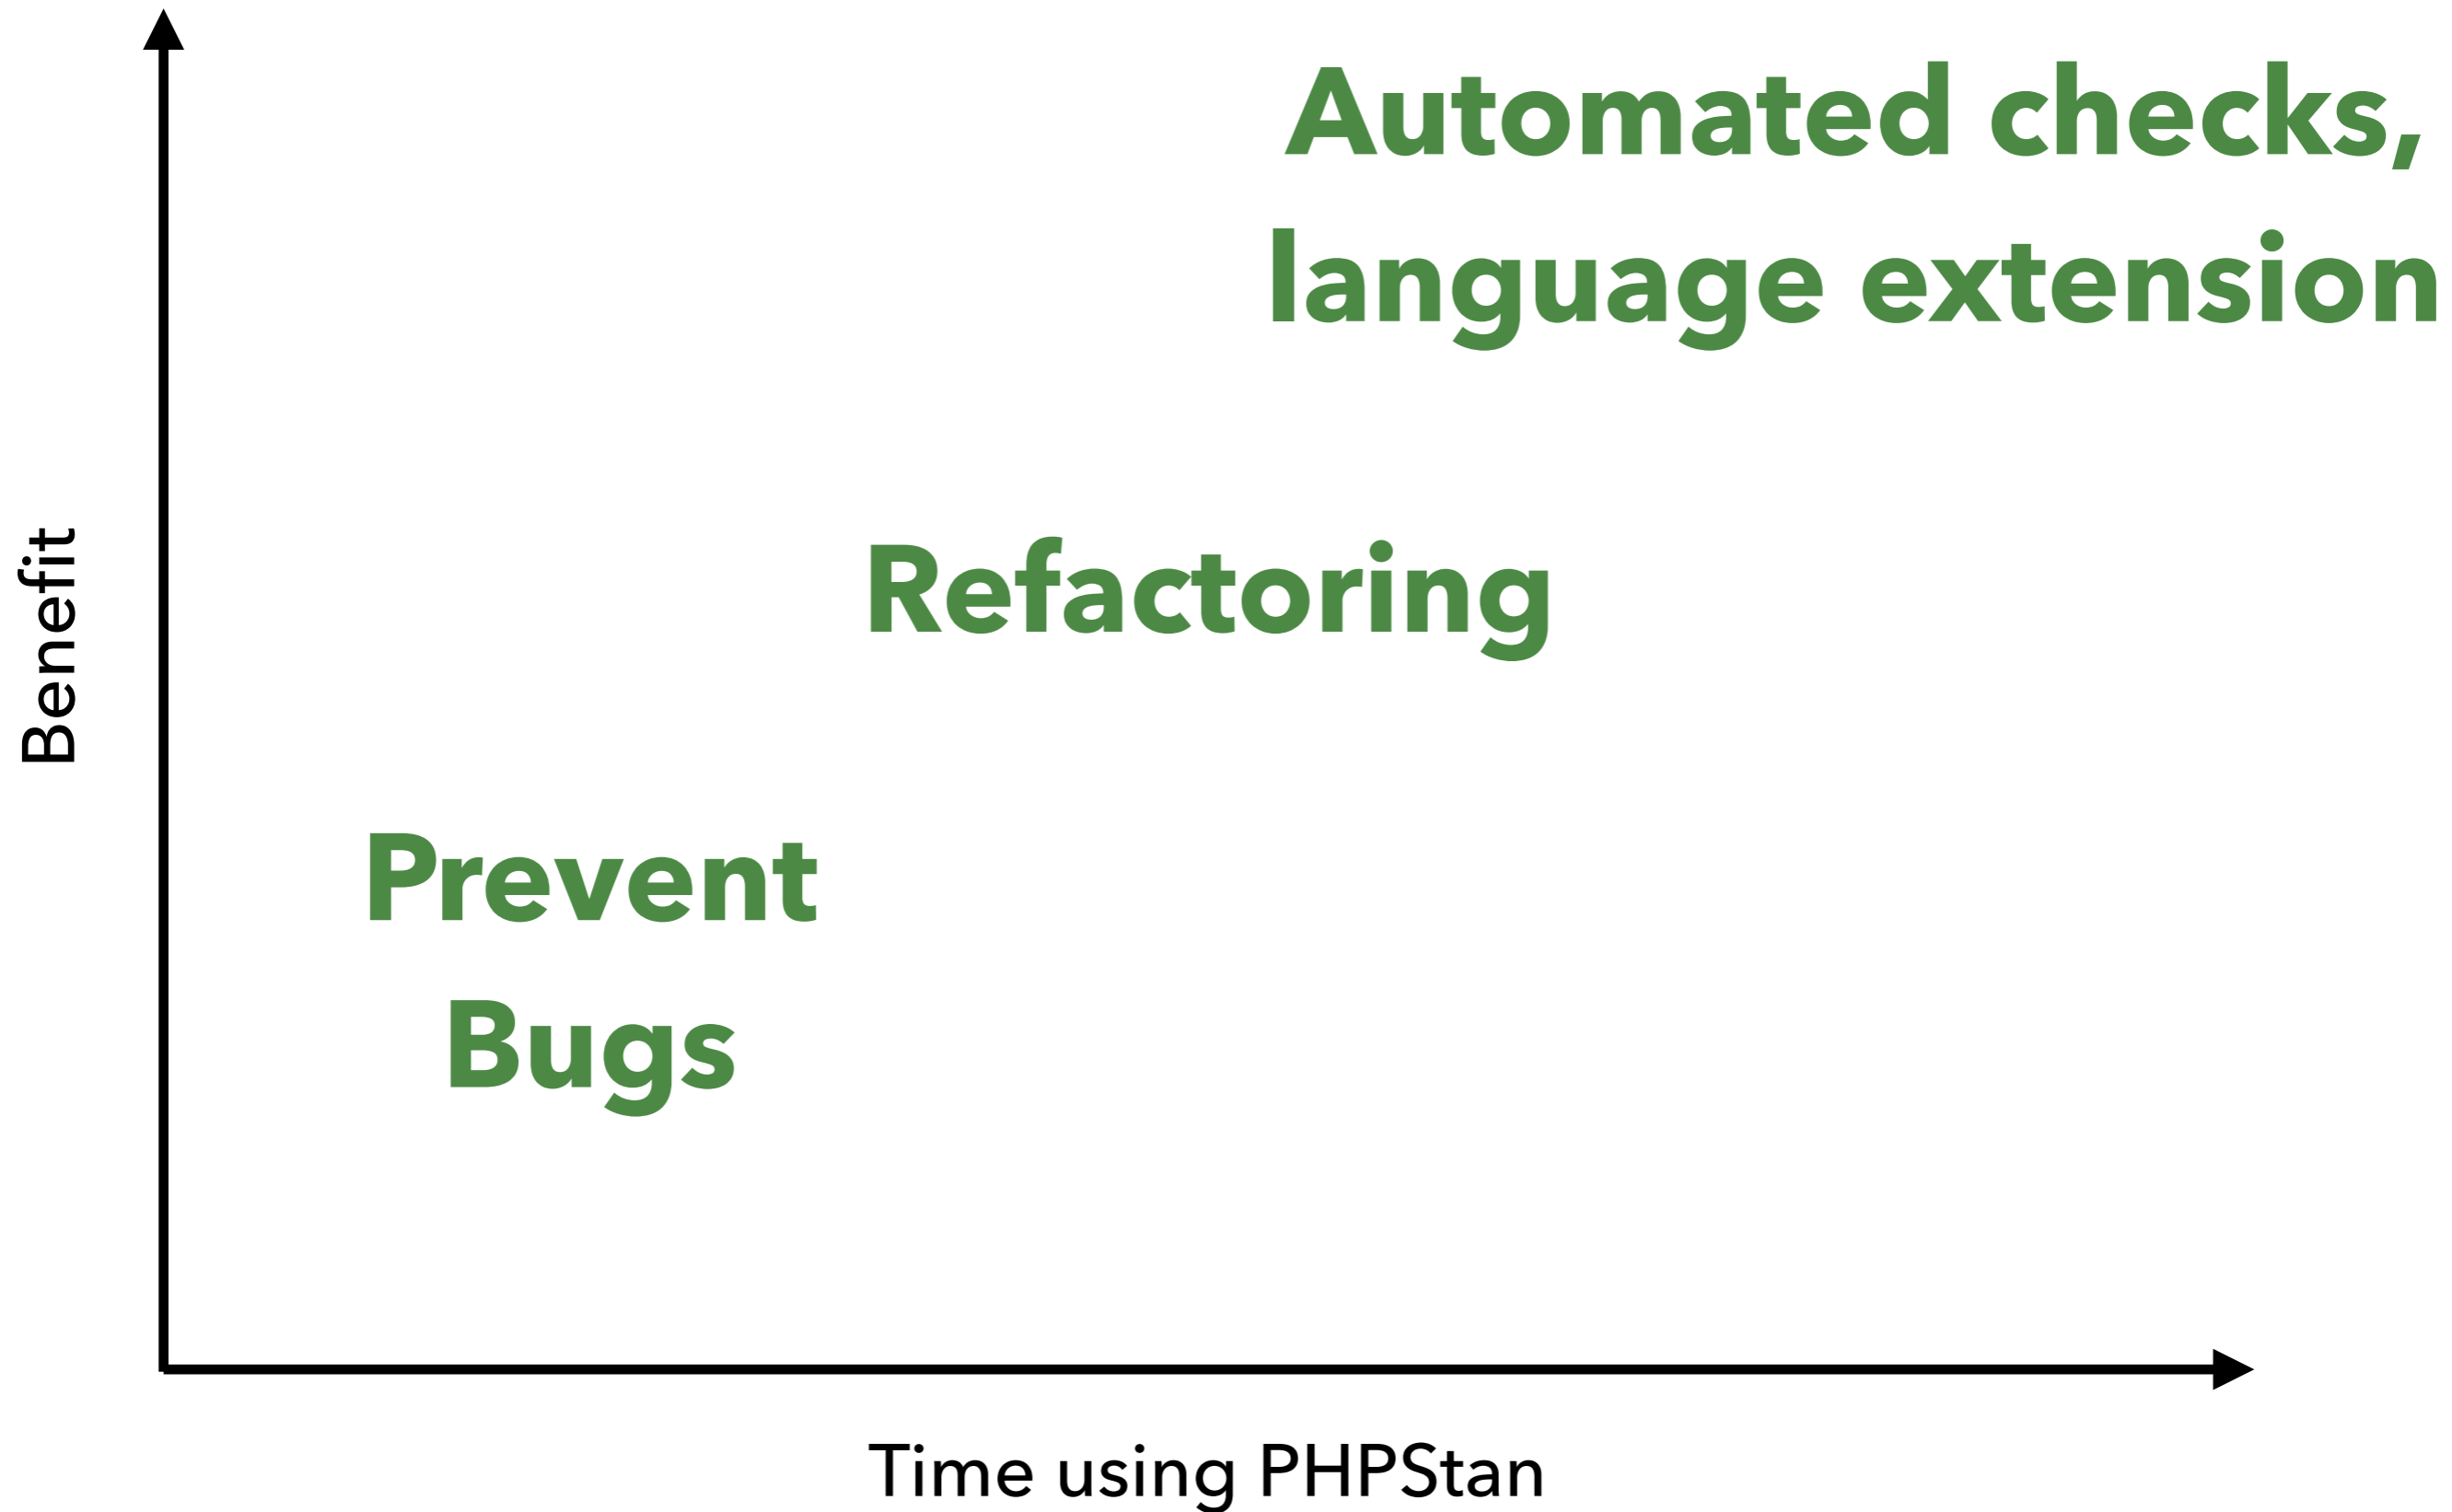 Automated checks,
language extension
Refactoring
Prevent
Bugs
Benefit
Time using PHPStan